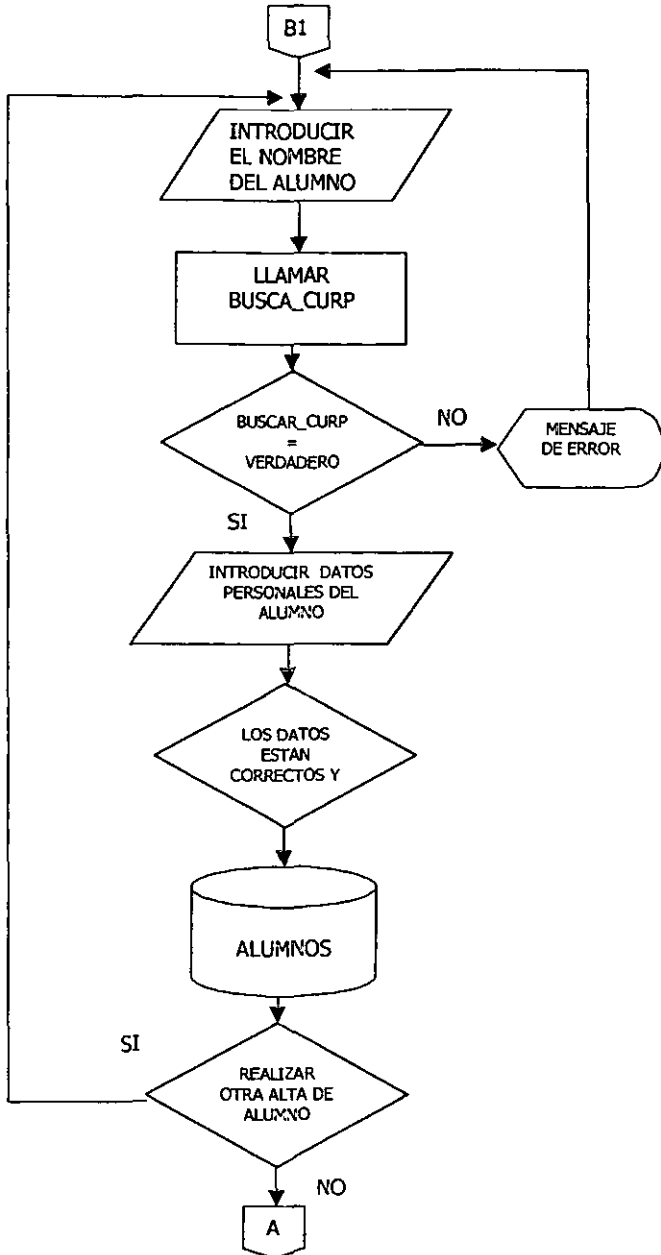 B1
INTRODUCIR
EL NOMBRE
DEL ALUMNO
LLAMAR
BUSCA_CURP
BUSCAR_CURP
=
VERDADERO
NO
MENSAJE
DE ERROR
SI
INTRODUCIR DATOS
PERSONALES DEL
ALUMNO
LOS DATOS
ESTAN
CORRECTOS Y
ALUMNOS
SI
REALIZAR
OTRA ALTA DE
ALUMNO
NO
A